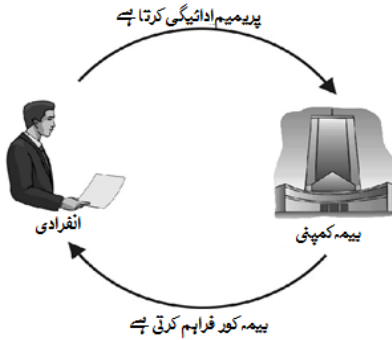 پریمیم ادائیگی کرتا ہے
انفرادی
بیمہ کمپنی
بیمہ کور فراہم کرتی ہے